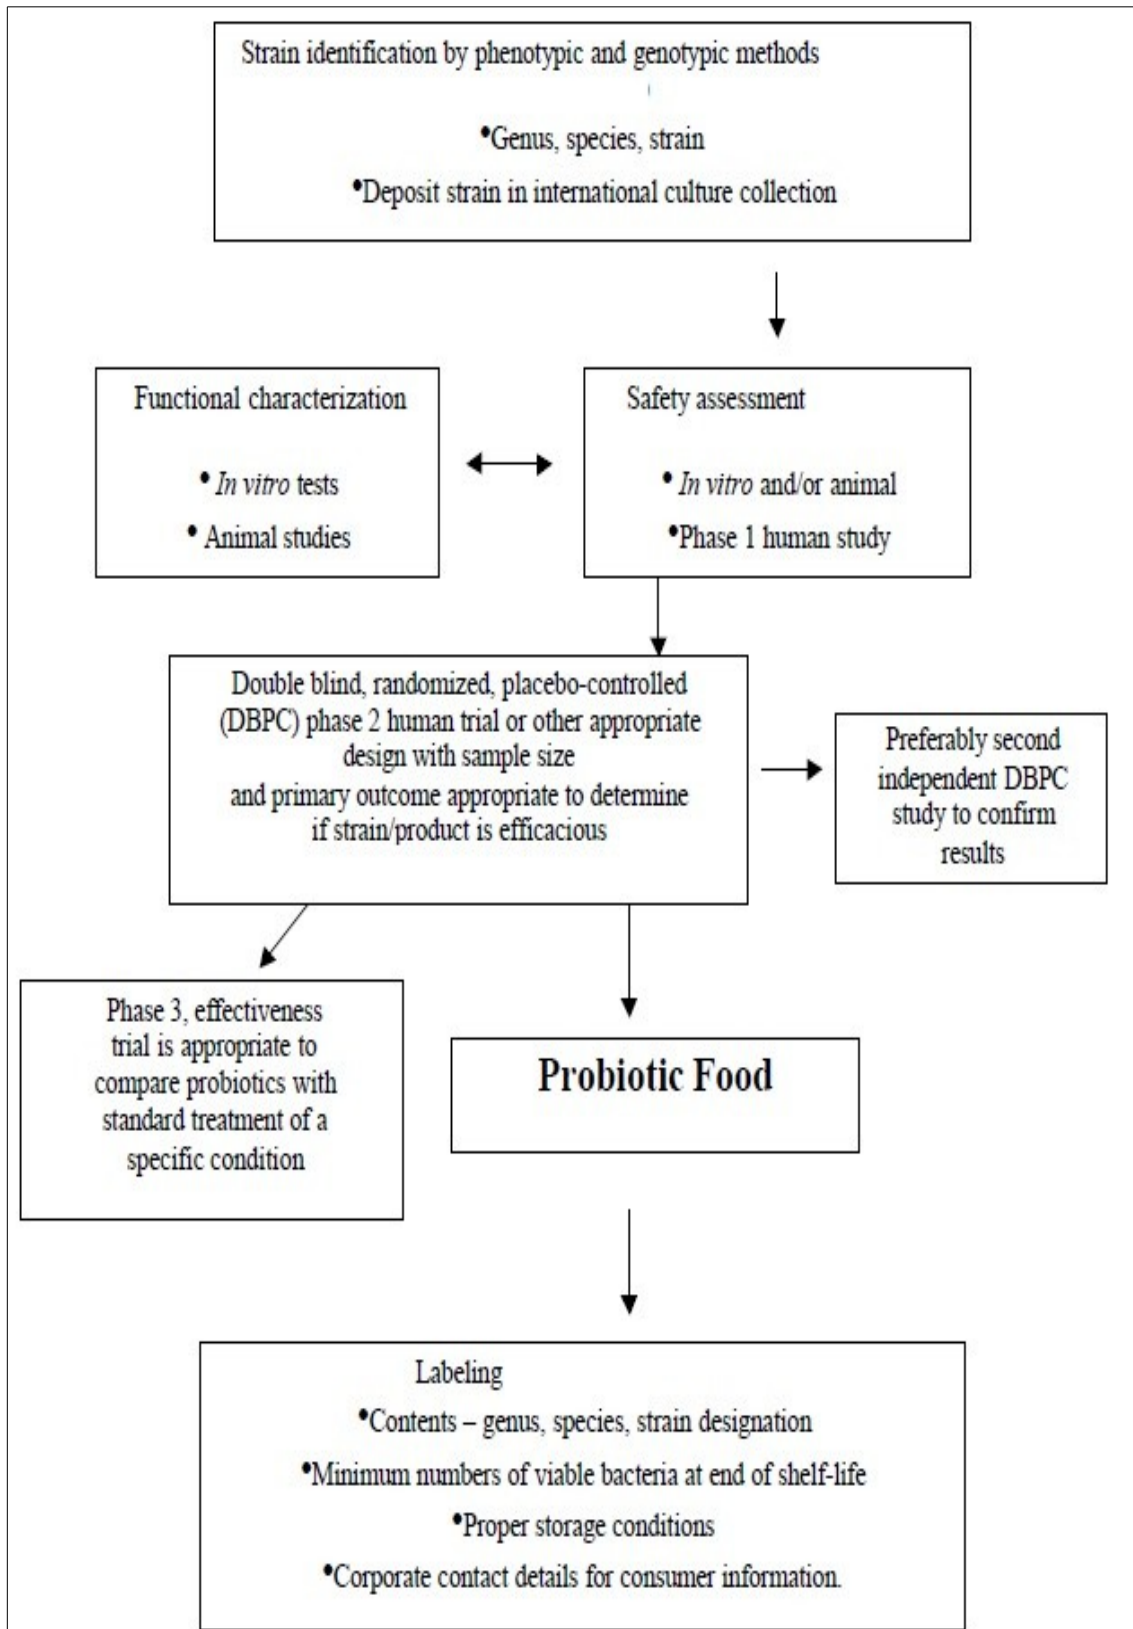 Strain identification by phenotypic and genotypic methods
•Genus, species, strain
•Deposit strain in international culture collection
Functional characterization
• In vitro tests
• Animal studies
Safety assessment
• In vitro and/or animal
•Phase 1 human study
Double blind, randomized, placebo-controlled
(DBPC) phase 2 human trial or other appropriate
design with sample size
and primary outcome appropriate to determine
if strain/product is efficacious
Preferably second
independent DBPC
study to confirm
results
Phase 3, effectiveness
trial is appropriate to
compare probiotics with
standard treatment of a
specific condition
Probiotic Food
Labeling
•Contents – genus, species, strain designation
•Minimum numbers of viable bacteria at end of shelf-life
•Proper storage conditions
•Corporate contact details for consumer information.